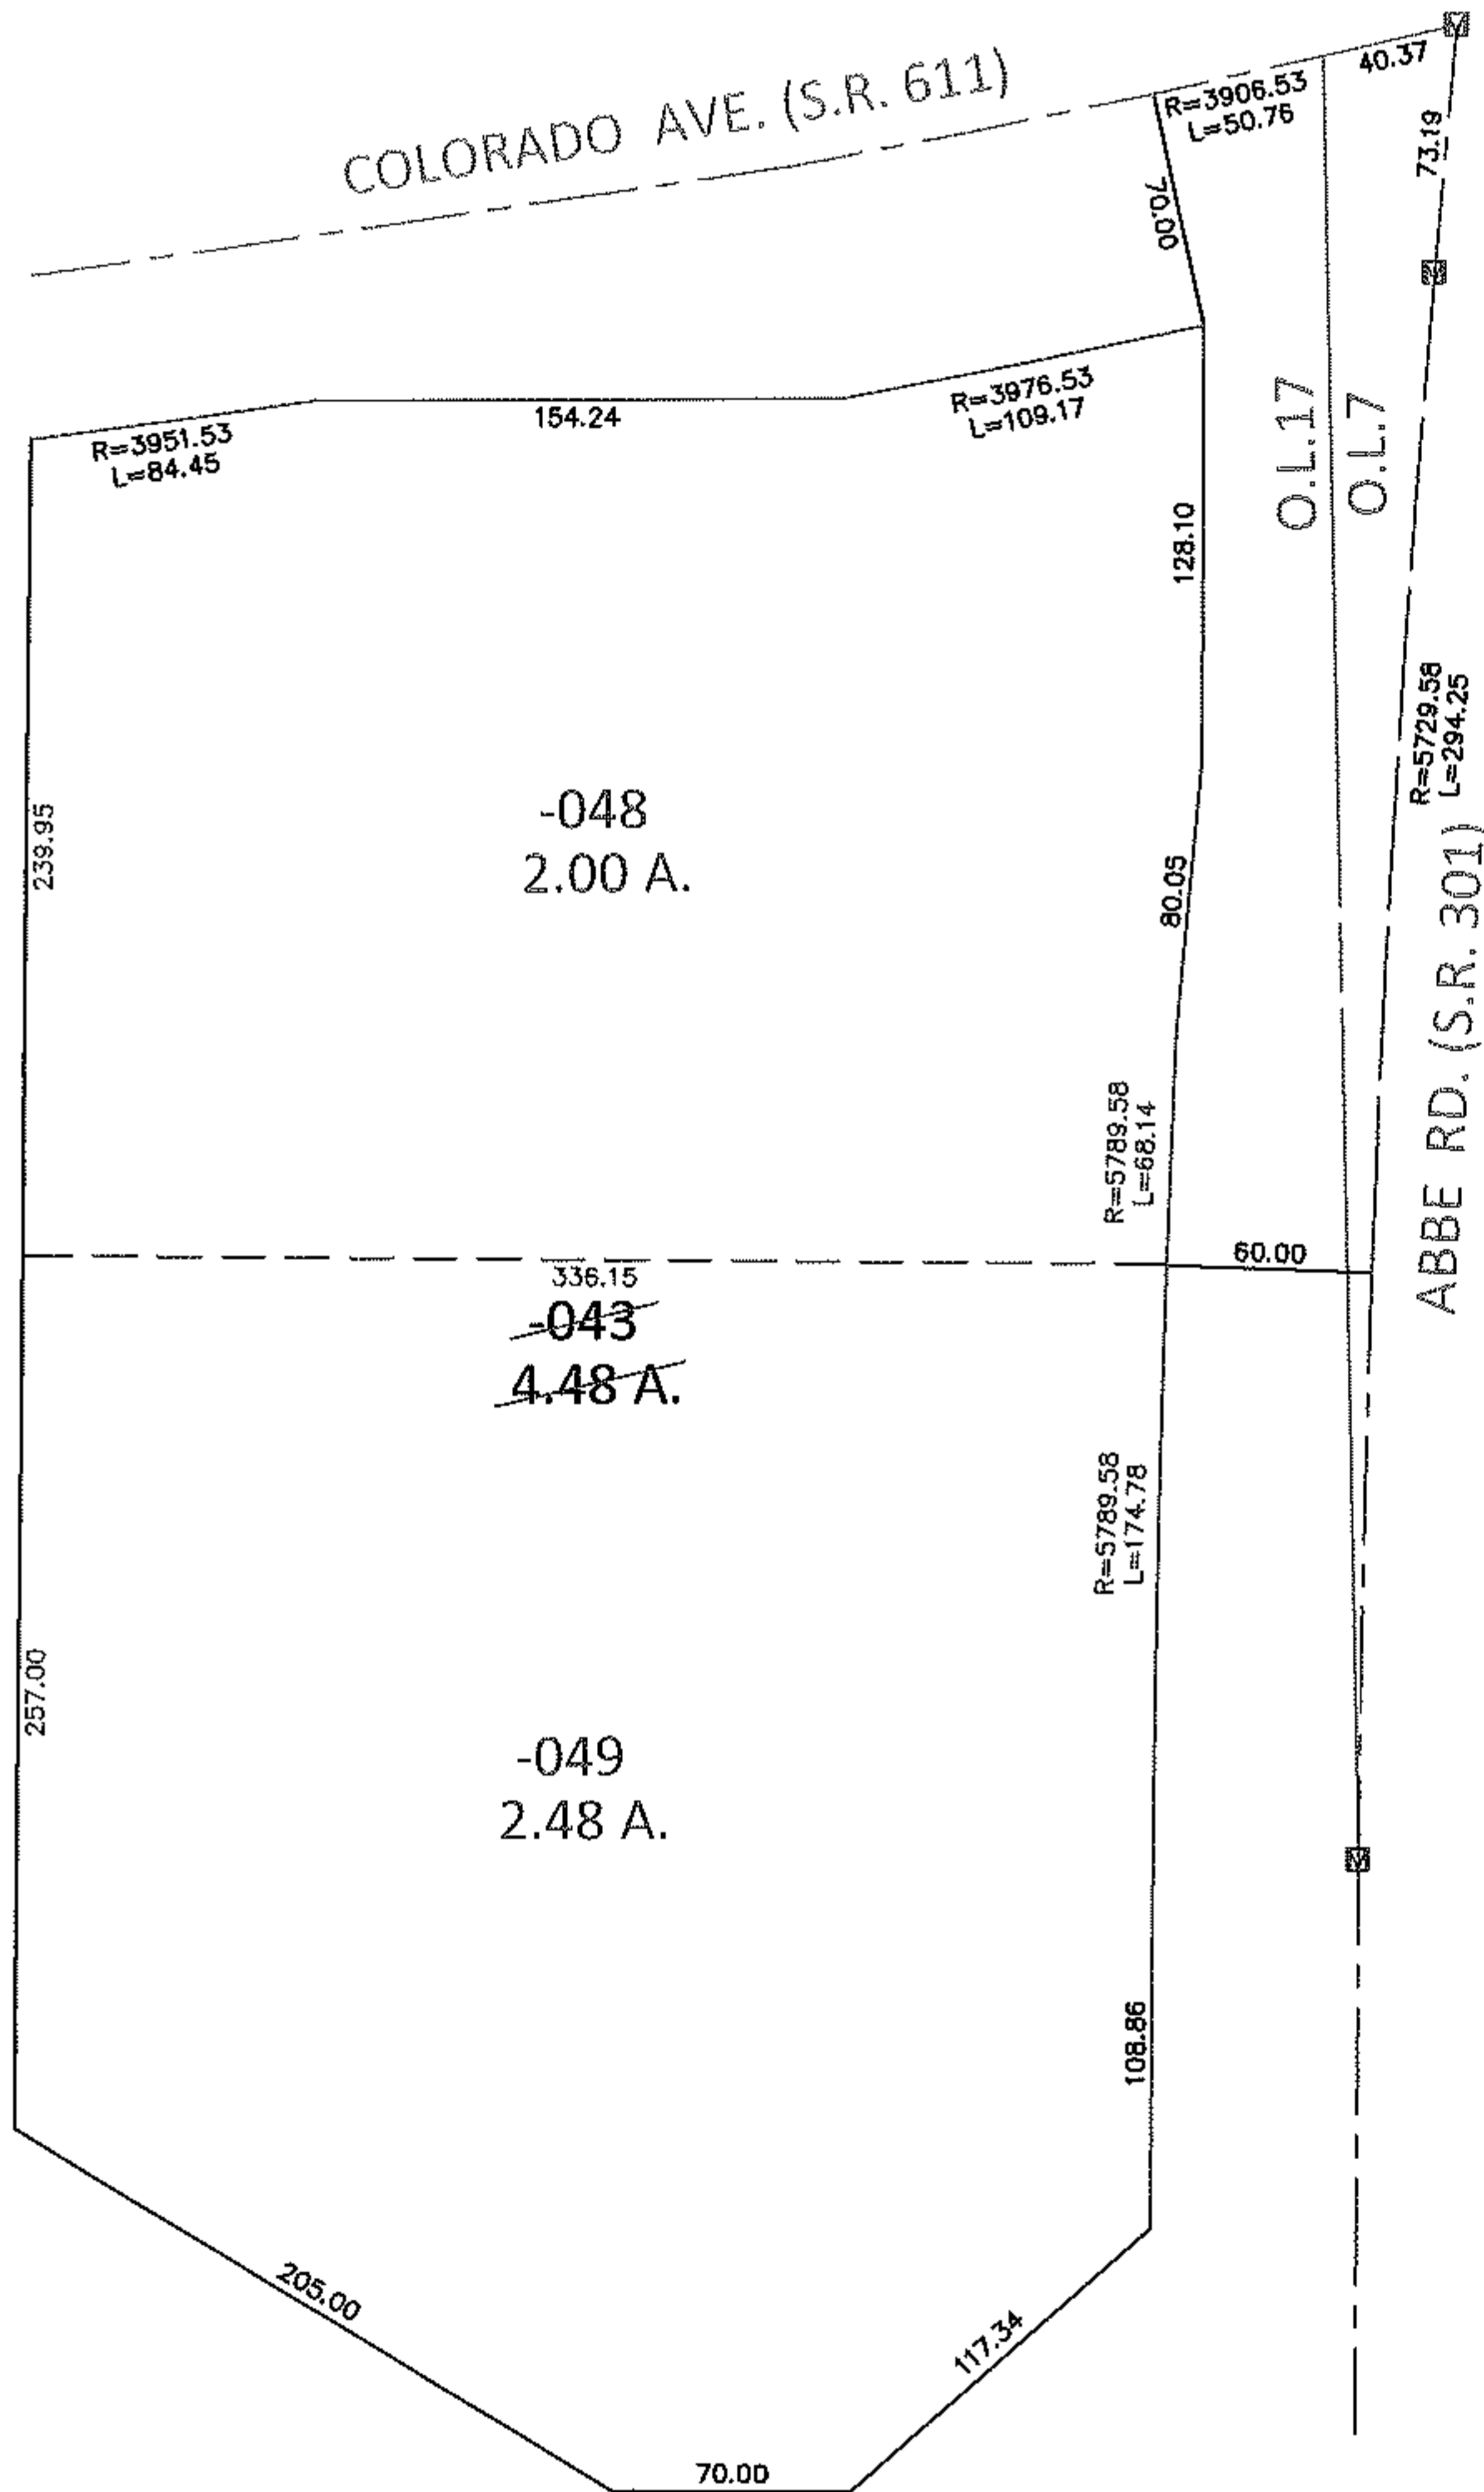 COLORADO AVE. (S.R. 611)
R=3906.53
L=50.76
40.37
73.19
70.00
R=3951.53
L=84.45
154.24
R=3976.53
L=109.17
O.L.17
O.L.7
128.10
R=5729.58
L=294.25
ABBE RD. (S.R. 301)
239.95
-048
2.00 A.
80.05
R=5789.58
L=68.14
60.00
336.15
-043
4.48 A.
R=5789.58
L=174.78
257.00
-049
2.48 A.
108.86
205.00
117.34
70.00